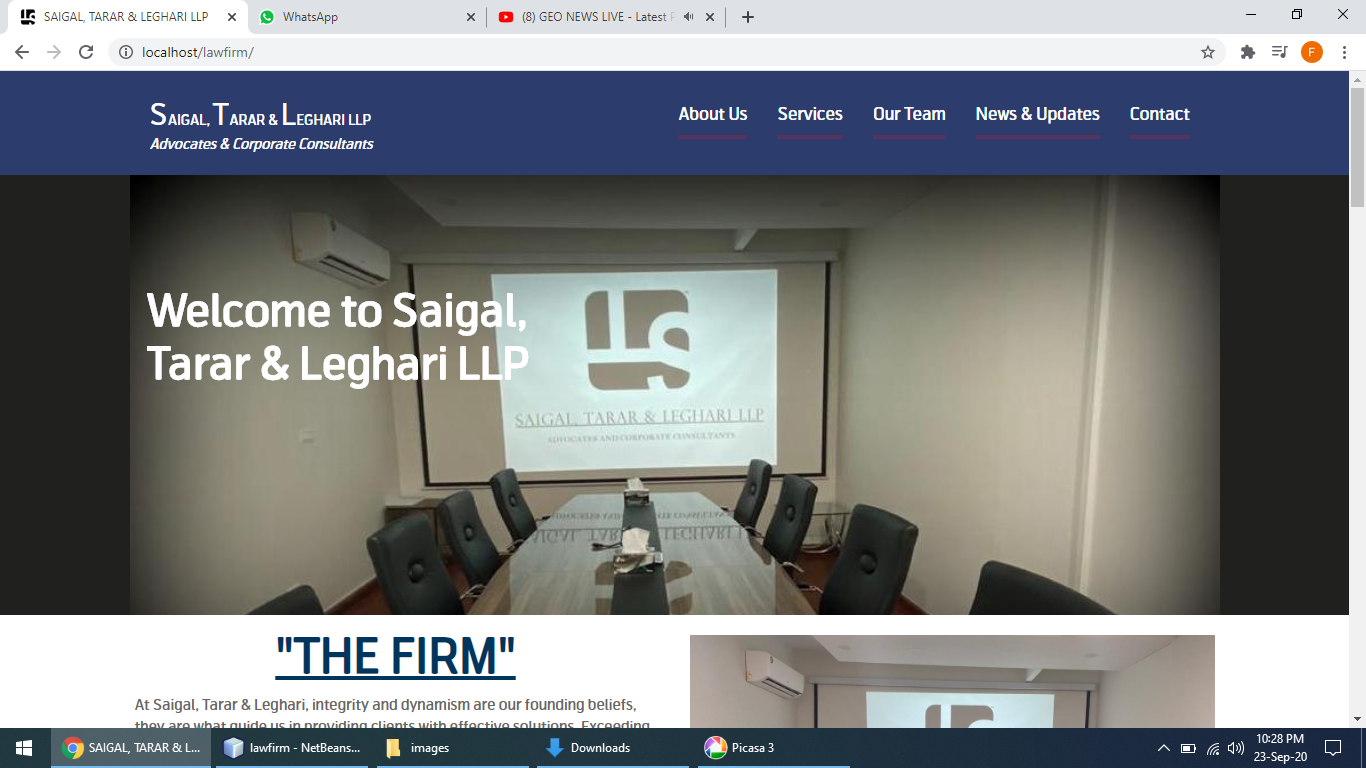 SAIGAL, TARAR & LEGHARI LLP
WhatsApp
(8) GEO NEWS LIVE - Latest
localhost/lawfirm/
F
SAIGAL, TARAR & LEGHARI LLP
Advocates & Corporate Consultants
About Us
Services
Our Team
News & Updates
Contact
Welcome to Saigal,
Tarar & Leghari LLP
SAIGAL, TARAR & LEGHARI LLP
ADVOCATES AND CORPORATE CONSULTANTS
"THE FIRM"
At Saigal, Tarar & Leghari, integrity and dynamism are our founding beliefs,
they are what guide us in providing clients with effective solutions. Exceeding
SAIGAL, TARAR & L...
lawfirm - NetBeans...
images
Downloads
Picasa 3
10:28 PM
23-Sep-20